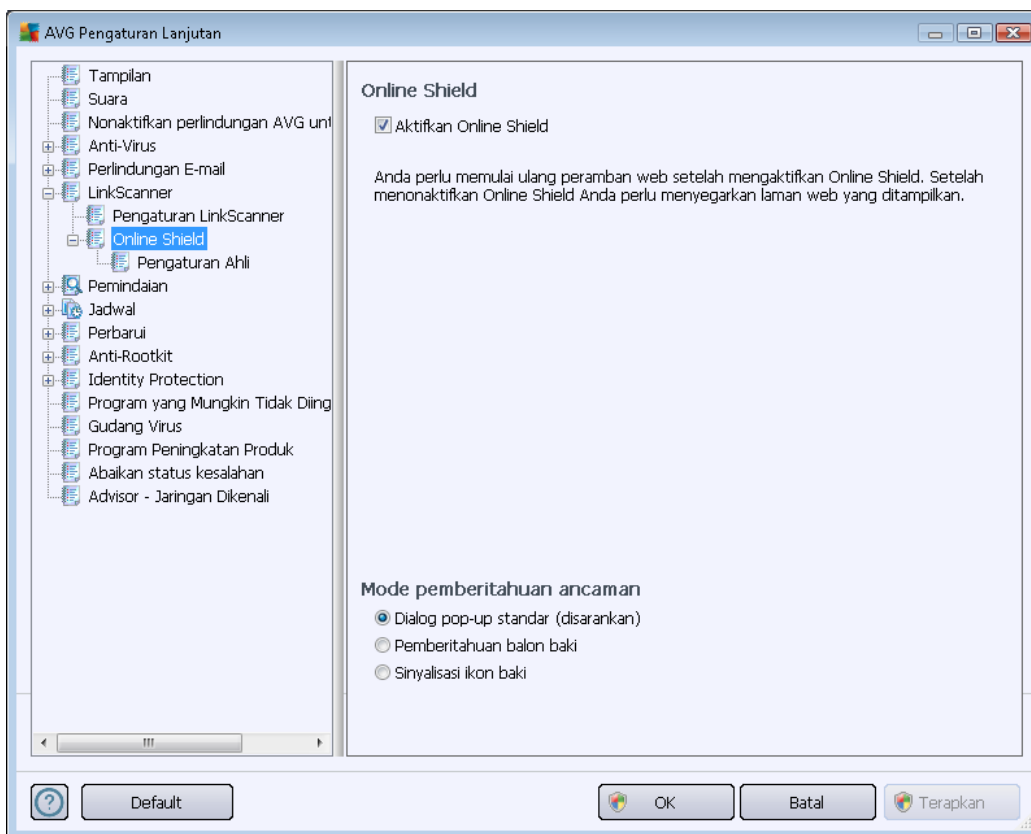 AVG Pengaturan Lanjutan
Tampilan
Suara
Nonaktifkan perlindungan AVG unt
Anti-Virus
Perlindungan E-mail
LinkScanner
Pengaturan LinkScanner
Online Shield
Pengaturan Ahli
Pemindaian
Jadwal
Perbarui
Anti-Rootkit
Identity Protection
Program yang Mungkin Tidak Diing
Gudang Virus
Program Peningkatan Produk
Abaikan status kesalahan
Advisor - Jaringan Dikenali
Online Shield
Aktifkan Online Shield
Anda perlu memulai ulang peramban web setelah mengaktifkan Online Shield. Setelah
menonaktifkan Online Shield Anda perlu menyegarkan laman web yang ditampilkan.
Mode pemberitahuan ancaman
Dialog pop-up standar (disarankan)
Pemberitahuan balon baki
Sinyalisasi ikon baki
Default
OK
Batal
Terapkan